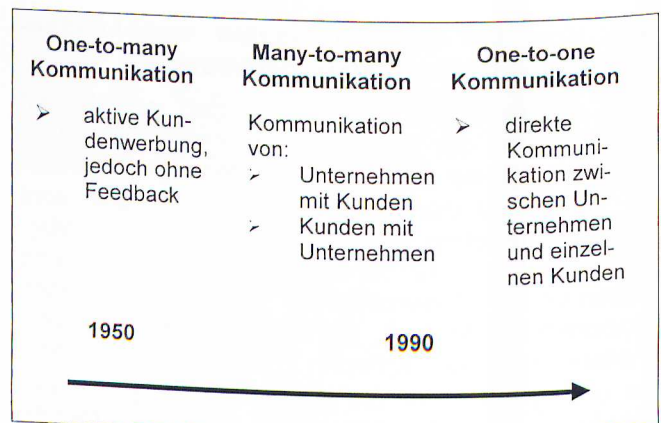 One-to-many
Kommunikation
➢ aktive Kun-
denwerbung,
jedoch ohne
Feedback
Many-to-many
Kommunikation
Kommunikation
von:
➢ Unternehmen
mit Kunden
➢ Kunden mit
Unternehmen
One-to-one
Kommunikation
➢ direkte
Kommuni-
kation zwi-
schen Un-
ternehmen
und einzel-
nen Kunden
1950
1990